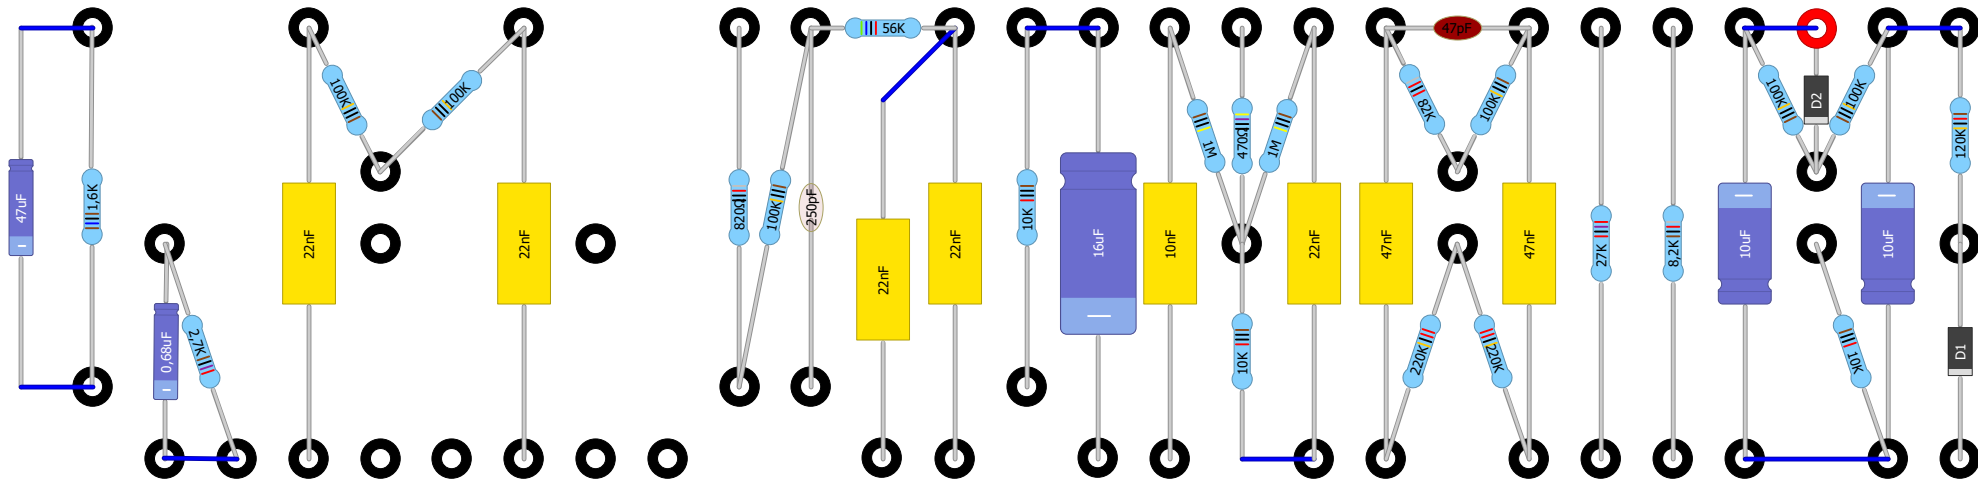 47uF
1,6K
0,68uF
2,7K
22nF
100K
100K
22nF
820Ω
100K
250pF
56K
22nF
22nF
10K
16uF
10nF
1M
470Ω
1M
10K
22nF
47nF
47pF
82K
100K
220K
220K
47nF
27K
8,2K
10uF
100K
D2
100K
10K
10uF
120K
D1